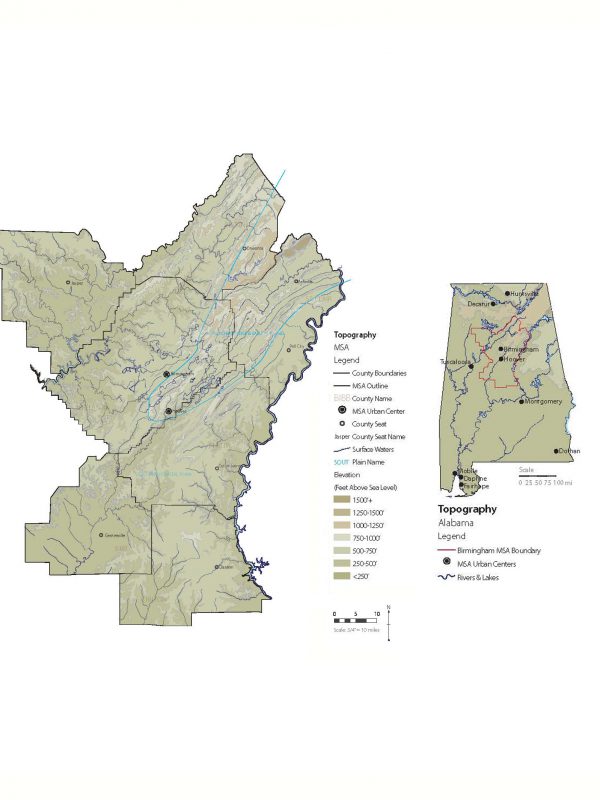 Oneonta
Jasper
Ashville
Pell City
Birmingham
Centreville
BIBB
Clanton
Topography
MSA
Legend
County Boundaries
MSA Outline
BIBB County Name
MSA Urban Center
County Seat
Jasper County Seat Name
Surface Waters
SOUT Plain Name
Elevation
(Feet Above Sea Level)
1500'+
1250-1500'
1000-1250'
750-1000'
500-750'
250-500'
<250'
0 5 10
N
Scale: 3/4" = 10 miles
Huntsville
Decatur
Birmingham
Hoover
Tuscaloosa
Montgomery
Dothan
Mobile
Daphne
Fairhope
Scale
0 25 50 75 100 mi
Topography
Alabama
Legend
Birmingham MSA Boundary
MSA Urban Centers
Rivers & Lakes